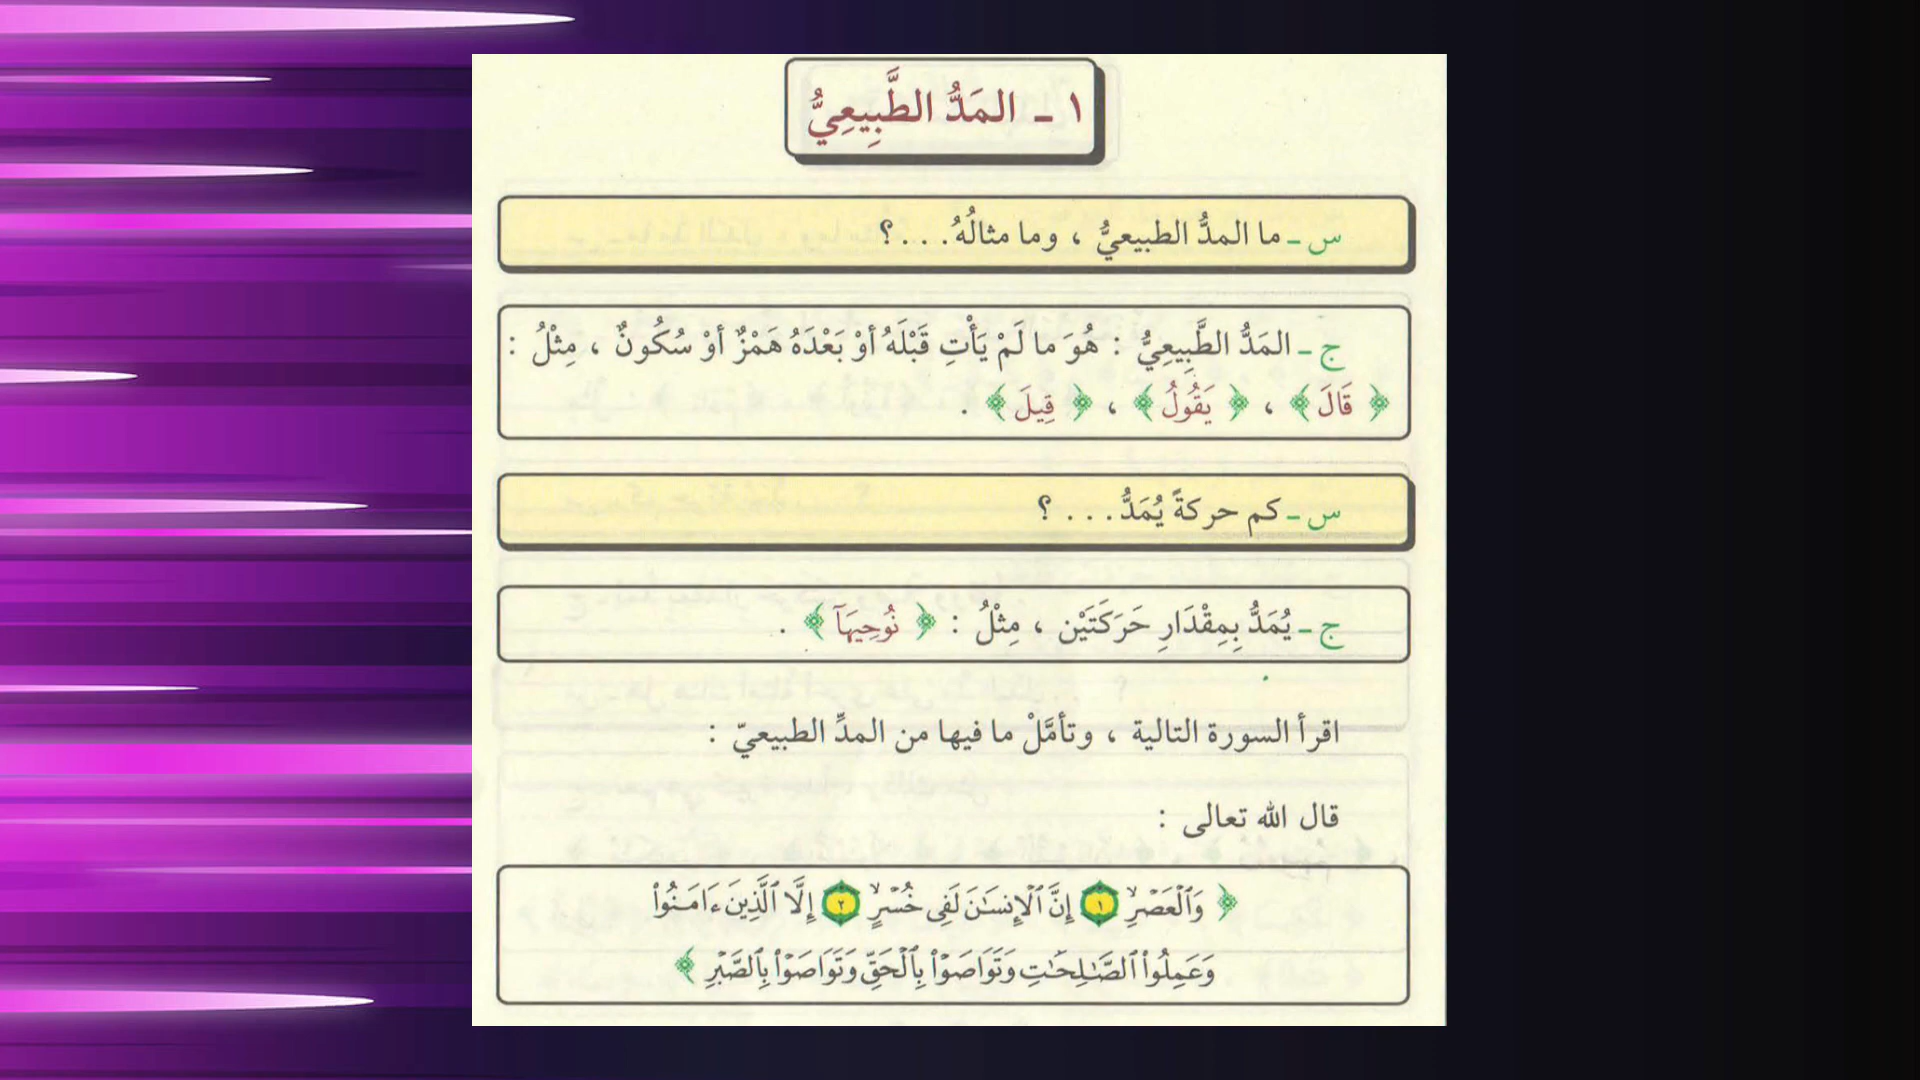 ١ ـ المَدُّ الطَّبِيعِيُّ
س ـ ما المدُّ الطبيعيُّ ، وما مثالُهُ. . . ؟
ج ـ المَدُّ الطَّبِيعِيُّ : هُوَ ما لَمْ يَأْتِ قَبْلَهُ أوْ بَعْدَهُ هَمْزٌ أوْ سُكُونٌ ، مِثْلُ :
﴿ قَالَ ﴾ ، ﴿ يَقُولُ ﴾ ، ﴿ قِيلَ ﴾ .
س ـ كم حركةً يُمَدُّ. . . ؟
ج ـ يُمَدُّ بِمِقْدَارِ حَرَكَتَيْن ، مِثْلُ : ﴿ نُوحِيهَآ ﴾ .
اقرأ السورة التالية ، وتأمَّلْ ما فيها من المدِّ الطبيعيّ :
قال الله تعالى :
﴿ وَٱلْعَصْرِۙ ١ إِنَّ ٱلْإِنسَٰنَ لَفِى خُسْرٍۙ ٢ إِلَّا ٱلَّذِينَ ءَامَنُوا۟
وَعَمِلُوا۟ ٱلصَّٰلِحَٰتِ وَتَوَاصَوْا۟ بِٱلْحَقِّ وَتَوَاصَوْا۟ بِٱلصَّبْرِ ﴾